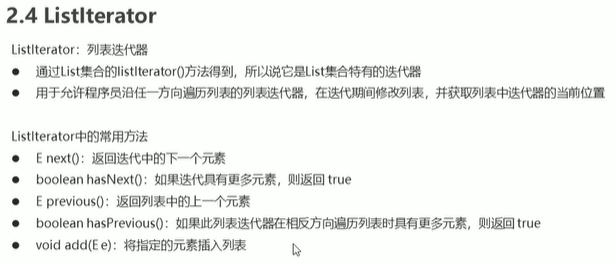 2.4 ListIterator
ListIterator：列表迭代器
● 通过List集合的listIterator()方法得到，所以说它是List集合特有的迭代器
● 用于允许程序员沿任一方向遍历列表的列表迭代器，在迭代期间修改列表，并获取列表中迭代器的当前位置
ListIterator中的常用方法
● E next()：返回迭代中的下一个元素
● boolean hasNext()：如果迭代具有更多元素，则返回 true
● E previous()：返回列表中的上一个元素
● boolean hasPrevious()：如果此列表迭代器在相反方向遍历列表时具有更多元素，则返回 true
● void add(E e)：将指定的元素插入列表